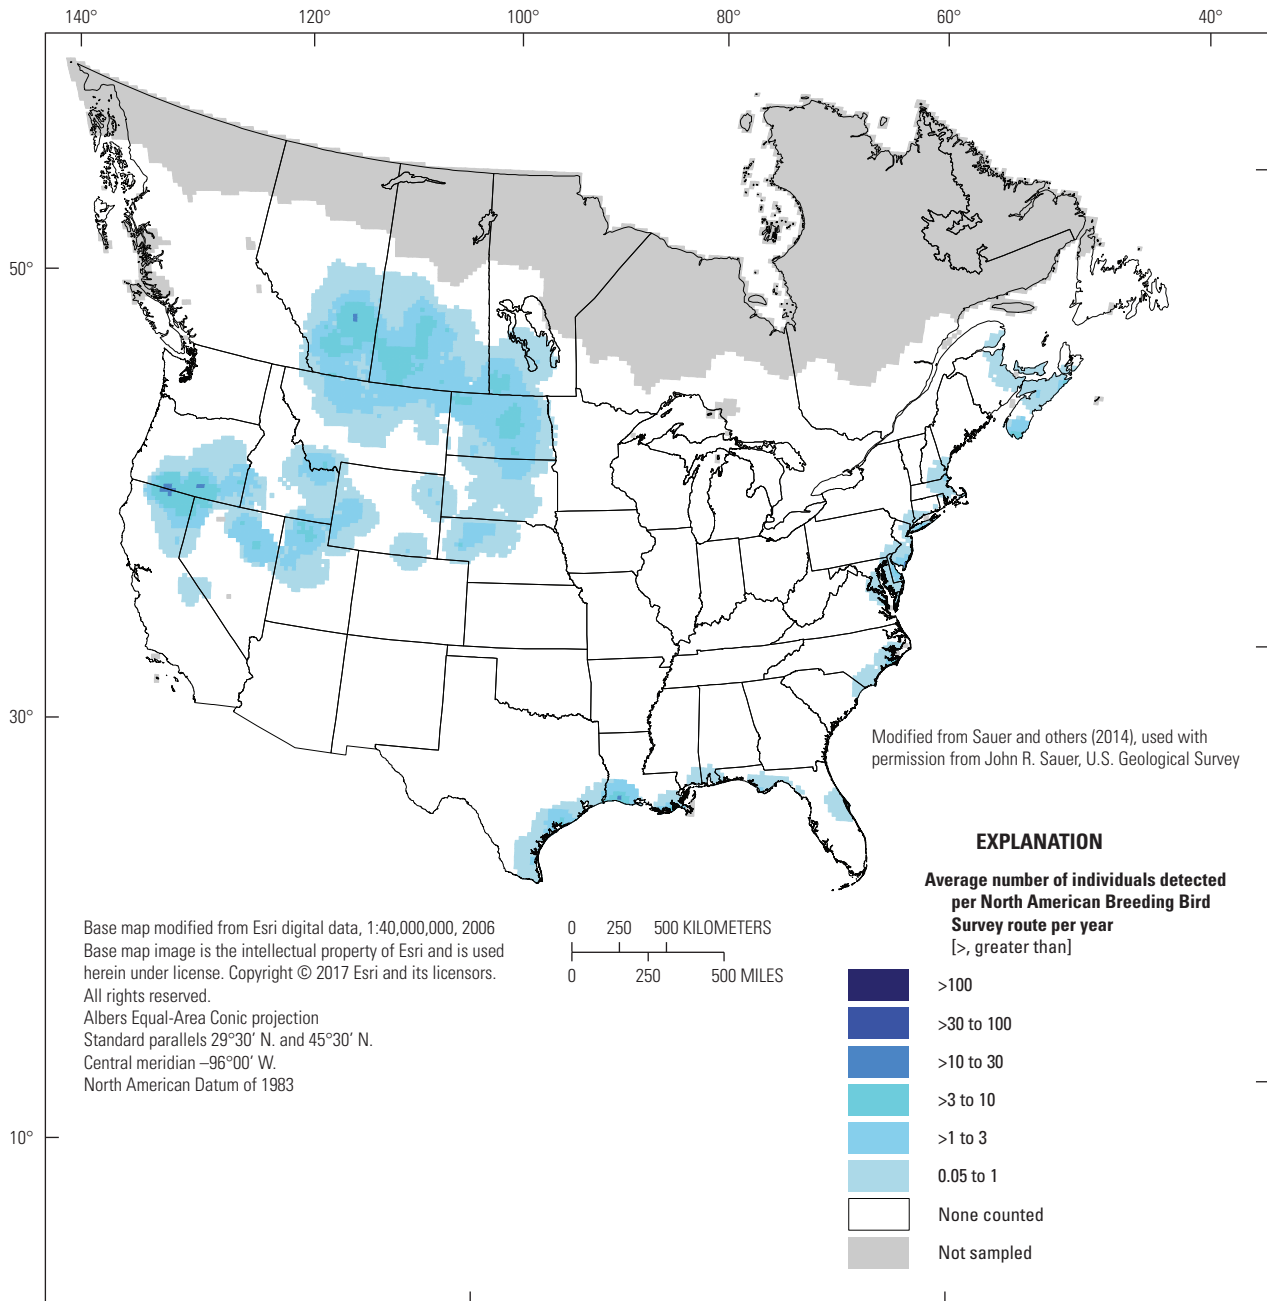 140°
120°
100°
80°
60°
40°
50°
30°
10°
Modified from Sauer and others (2014), used with
permission from John R. Sauer, U.S. Geological Survey
EXPLANATION
Average number of individuals detected
per North American Breeding Bird
Survey route per year
[>, greater than]
>100
>30 to 100
>10 to 30
>3 to 10
>1 to 3
0.05 to 1
None counted
Not sampled
Base map modified from Esri digital data, 1:40,000,000, 2006
Base map image is the intellectual property of Esri and is used
herein under license. Copyright © 2017 Esri and its licensors.
All rights reserved.
Albers Equal-Area Conic projection
Standard parallels 29°30′ N. and 45°30′ N.
Central meridian –96°00′ W.
North American Datum of 1983
0 250 500 KILOMETERS
0 250 500 MILES